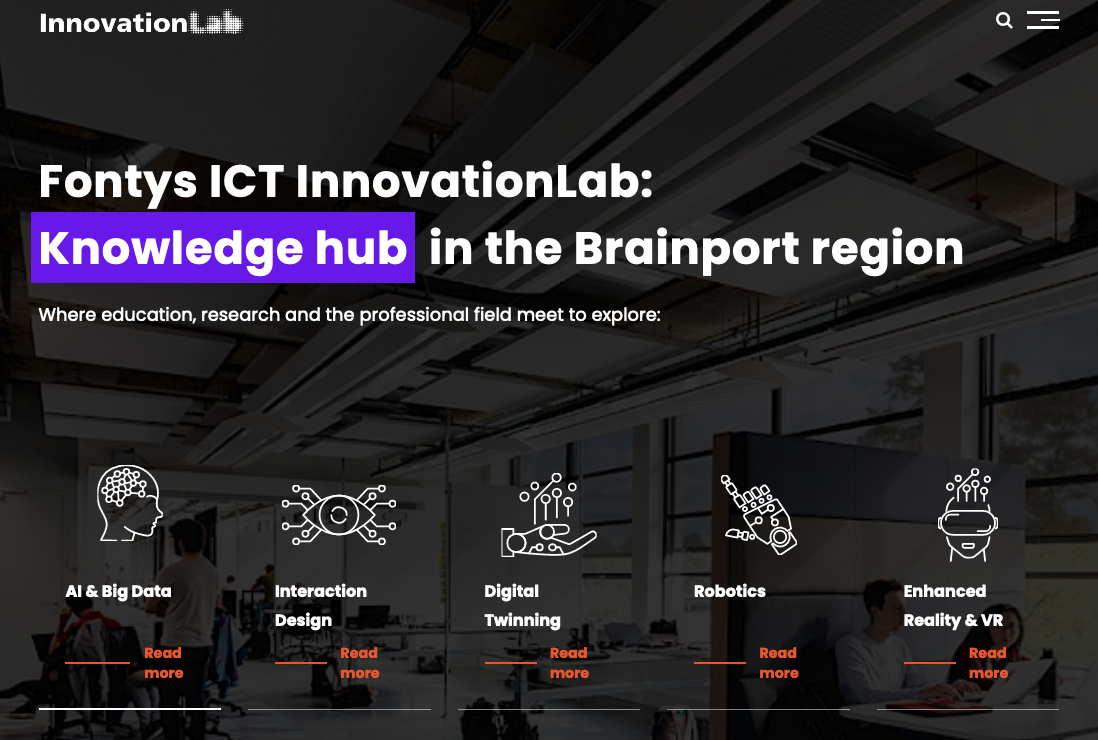 InnovationLab
Fontys ICT InnovationLab:
Knowledge hub in the Brainport region
Where education, research and the professional field meet to explore:
AI & Big Data
Read
more
Interaction
Design
Read
more
Digital
Twinning
Read
more
Robotics
Read
more
Enhanced
Reality & VR
Read
more